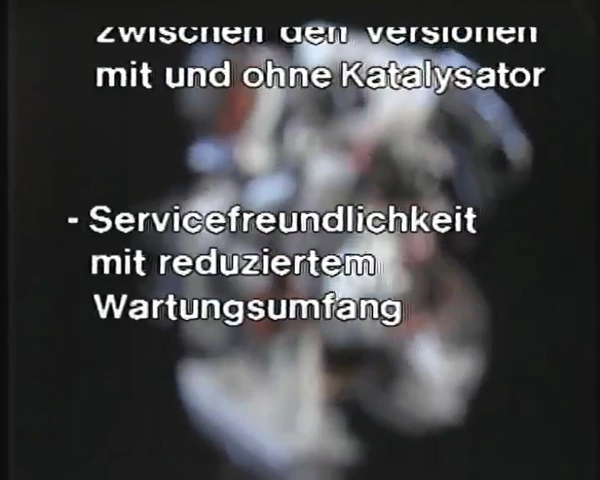 zwischen den Versionen
mit und ohne Katalysator
- Servicefreundlichkeit
mit reduziertem
Wartungsumfang